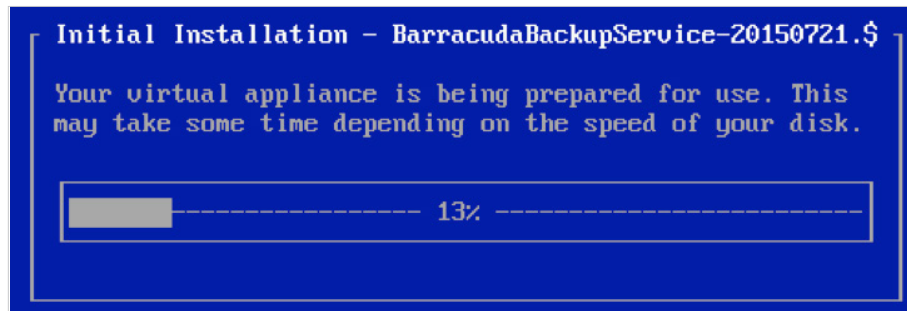 Initial Installation - BarracudaBackupService-20150721.$
Your virtual appliance is being prepared for use. This
may take some time depending on the speed of your disk.
13%